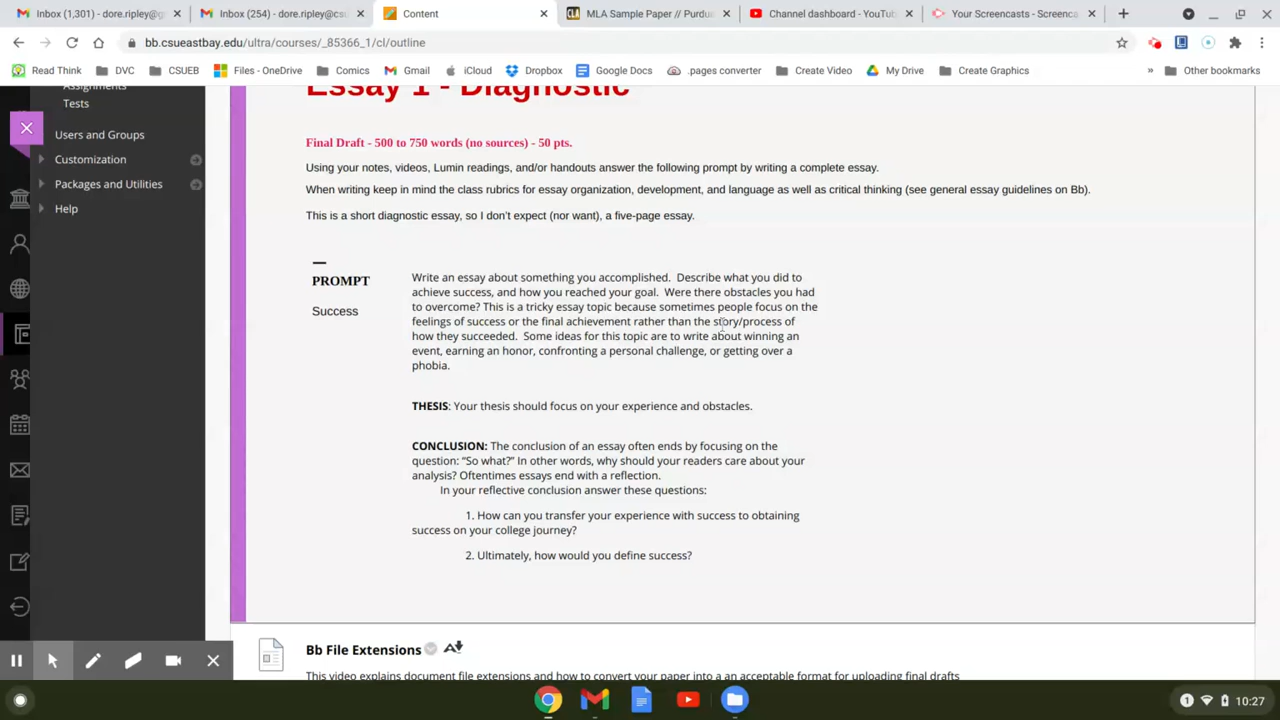 Inbox (1,301) - dore.ripley@g
Inbox (254) - dore.ripley@csu
Content
MLA Sample Paper // Purdu
Channel dashboard - YouTu
Your Screencasts - Screenca
bb.csueastbay.edu/ultra/courses/_85366_1/cl/outline
Read Think
DVC
CSUEB
Files - OneDrive
Comics
Gmail
iCloud
Dropbox
Google Docs
.pages converter
Create Video
My Drive
Create Graphics
»
Other bookmarks
Assignments
Tests
Users and Groups
Customization
Packages and Utilities
Help
Essay 1 - Diagnostic
Final Draft - 500 to 750 words (no sources) - 50 pts.
Using your notes, videos, Lumin readings, and/or handouts answer the following prompt by writing a complete essay.
When writing keep in mind the class rubrics for essay organization, development, and language as well as critical thinking (see general essay guidelines on Bb).
This is a short diagnostic essay, so I don't expect (nor want), a five-page essay.
PROMPT
Success
Write an essay about something you accomplished. Describe what you did to
achieve success, and how you reached your goal. Were there obstacles you had
to overcome? This is a tricky essay topic because sometimes people focus on the
feelings of success or the final achievement rather than the story/process of
how they succeeded. Some ideas for this topic are to write about winning an
event, earning an honor, confronting a personal challenge, or getting over a
phobia.
THESIS: Your thesis should focus on your experience and obstacles.
CONCLUSION: The conclusion of an essay often ends by focusing on the
question: "So what?" In other words, why should your readers care about your
analysis? Oftentimes essays end with a reflection.
In your reflective conclusion answer these questions:
1. How can you transfer your experience with success to obtaining
success on your college journey?
2. Ultimately, how would you define success?
Bb File Extensions
This video explains document file extensions and how to convert your paper into a an acceptable format for uploading final drafts
1
10:27